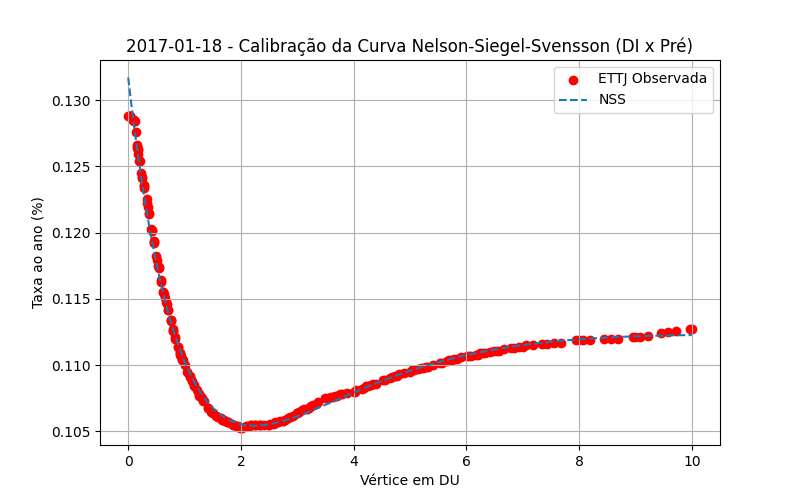 2017-01-18 - Calibração da Curva Nelson-Siegel-Svensson (DI x Pré)
ETTJ Observada
NSS
Taxa ao ano (%)
0.130
0.125
0.120
0.115
0.110
0.105
0 2 4 6 8 10
Vértice em DU